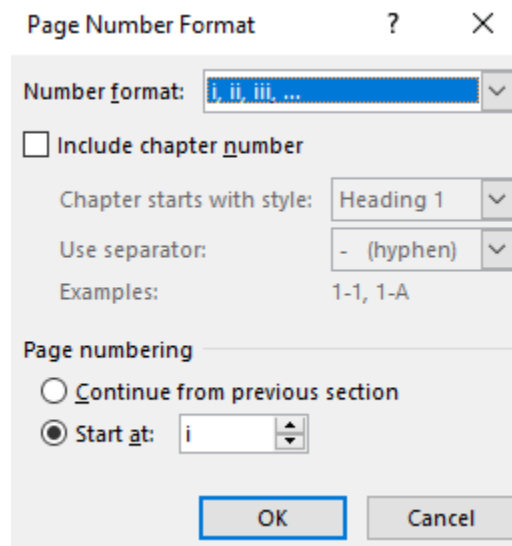 Page Number Format ? X
Number format: i, ii, iii, ...
Include chapter number
Chapter starts with style: Heading 1
Use separator: - (hyphen)
Examples: 1-1, 1-A
Page numbering
Continue from previous section
Start at: i
OK Cancel